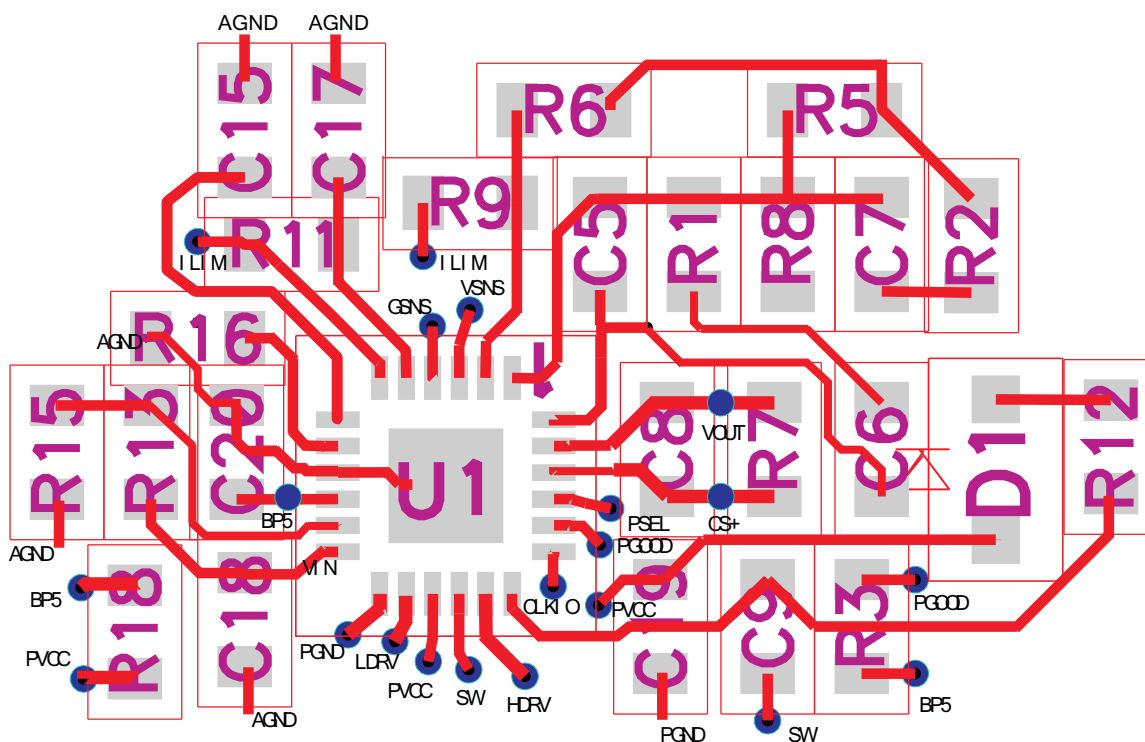 AGND
AGND
C15
C17
R6
R5
R9
R11
ILIM
ILIM
C5
R1
R8
C7
R2
GSNS
VSNS
AGND
R16
R15
R13
C20
U1
C8
VOUT
R7
C6
D1
R12
BP5
CS+
PSEL
PGOOD
AGND
VIN
BP5
R18
C18
CLKIO
PVCC
C19
C9
R3
PGOOD
PVCC
PGND
LDRV
PVCC
SW
HDRV
AGND
PGND
SW
BP5